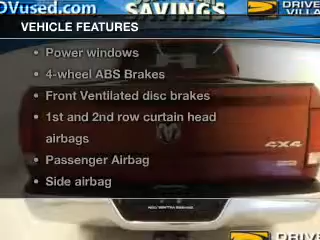 DVused.com
SAVINGS
DRIVE
VILLA
VEHICLE FEATURES
• Power windows
• 4-wheel ABS Brakes
• Front Ventilated disc brakes
• 1st and 2nd row curtain head
airbags
• Passenger Airbag
• Side airbag
4X4
DRIVE